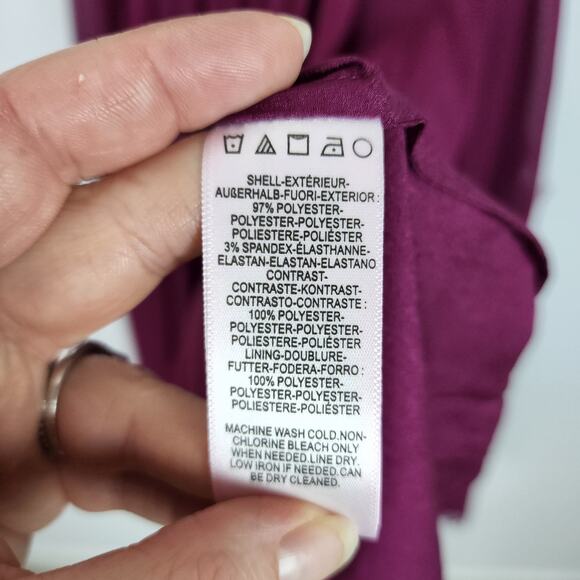 SHELL-EXTÉRIEUR-
AUßERHALB-FUORI-EXTERIOR :
97% POLYESTER-
POLYESTER-POLYESTER-
POLIESTERE-POLIÉSTER
3% SPANDEX-ÉLASTHANNE-
ELASTAN-ELASTAN-ELASTANO
CONTRAST-
CONTRASTE-KONTRAST-
CONTRASTO-CONTRASTE :
100% POLYESTER-
POLYESTER-POLYESTER-
POLIESTERE-POLIÉSTER
LINING-DOUBLURE-
FUTTER-FODERA-FORRO :
100% POLYESTER-
POLYESTER-POLYESTER-
POLIESTERE-POLIÉSTER
MACHINE WASH COLD.NON-
CHLORINE BLEACH ONLY
WHEN NEEDED.LINE DRY.
LOW IRON IF NEEDED.CAN
BE DRY CLEANED.